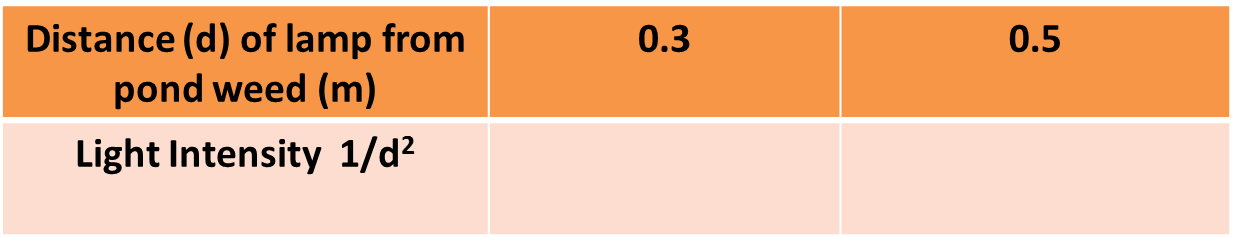 Distance (d) of lamp from 0.3 0.5
pond weed (m)
Light Intensity 1/d²